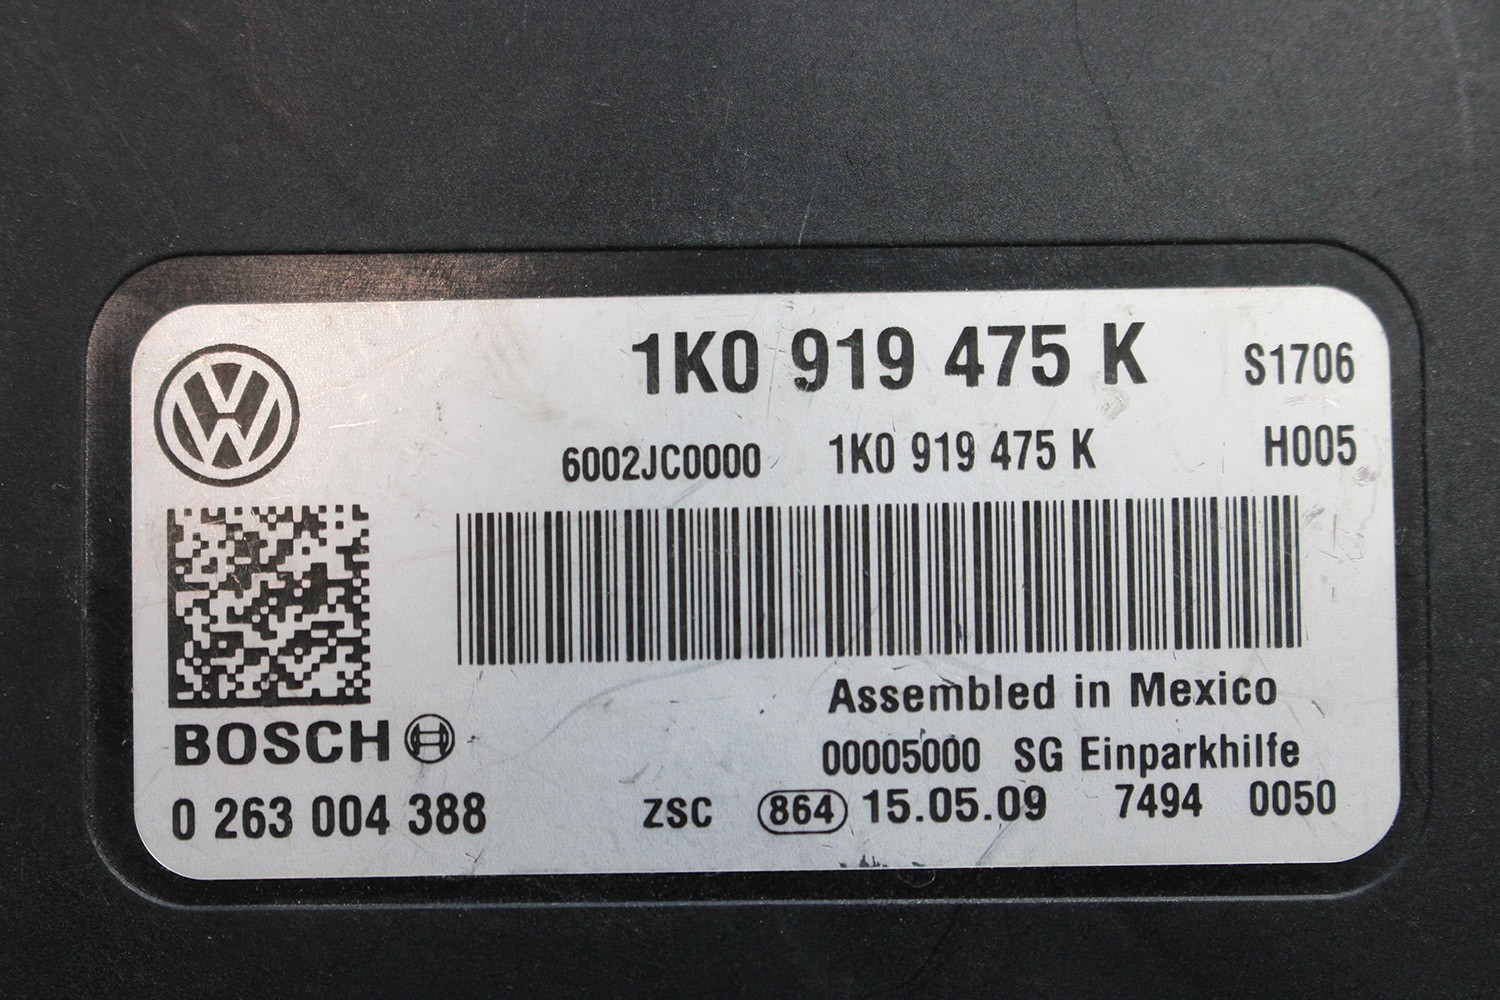 1K0 919 475 K S1706
6002JC0000 1K0 919 475 K H005
Assembled in Mexico
BOSCH 00005000 SG Einparkhilfe
0 263 004 388 ZSC 864 15.05.09 7494 0050